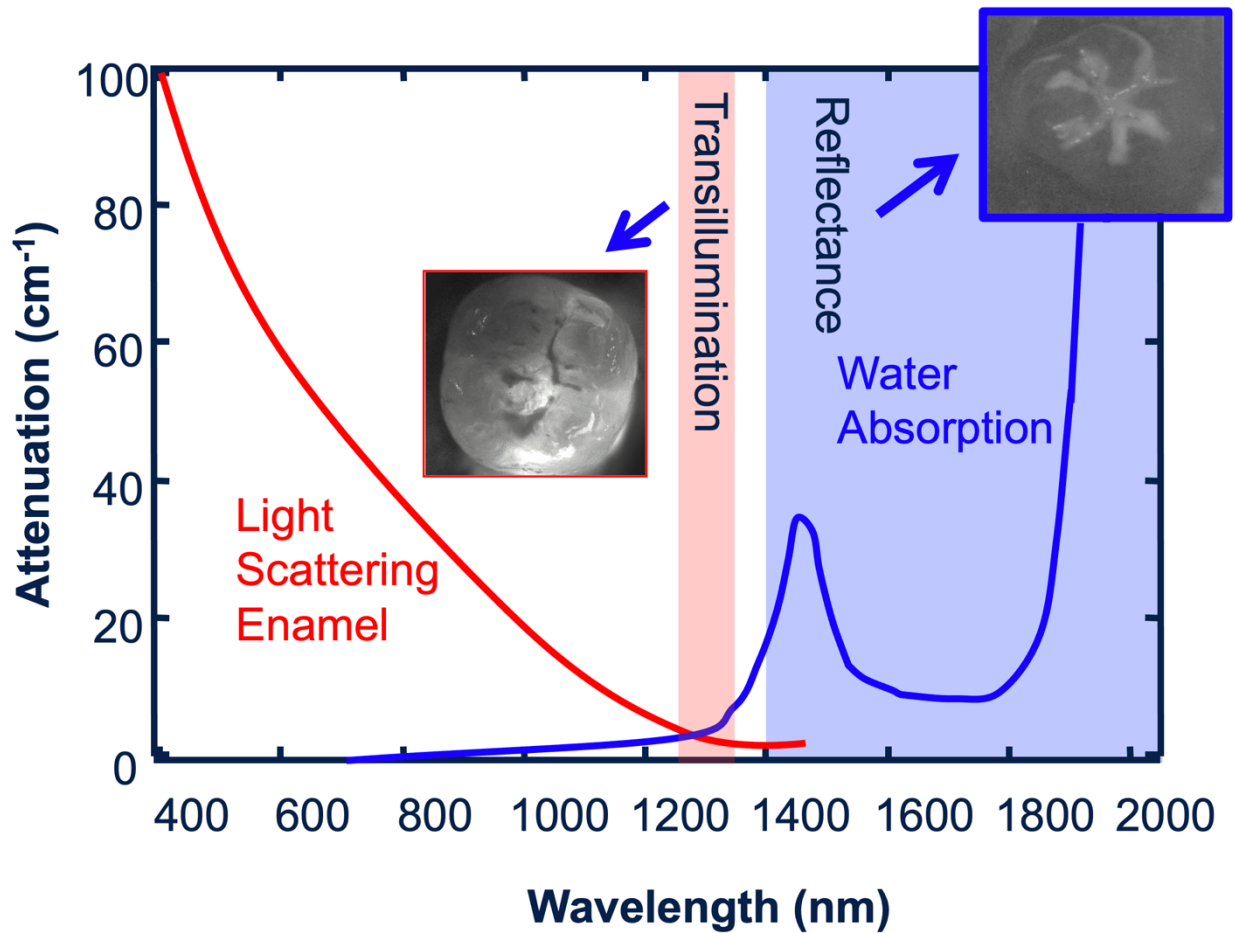 100
80
60
40
20
0
Attenuation (cm-1)
Transillumination
Reflectance
Water
Absorption
Light
Scattering
Enamel
400 600 800 1000 1200 1400 1600 1800 2000
Wavelength (nm)